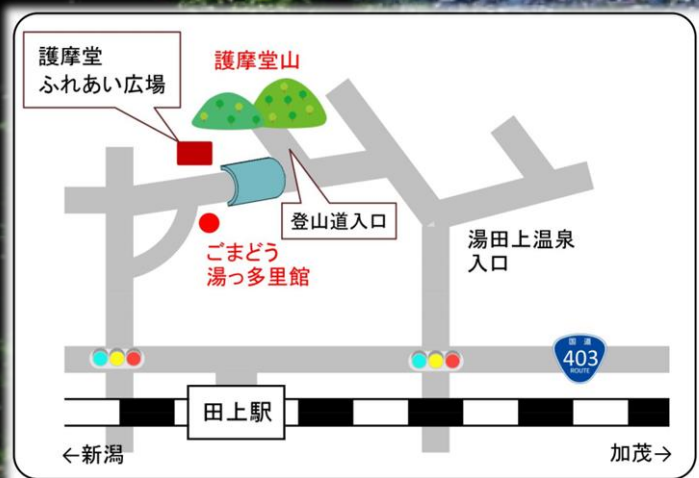 護摩堂
ふれあい広場
護摩堂山
登山道入口
ごまどう
湯っ多里館
湯田上温泉
入口
国道
403
ROUTE
田上駅
←新潟
加茂→